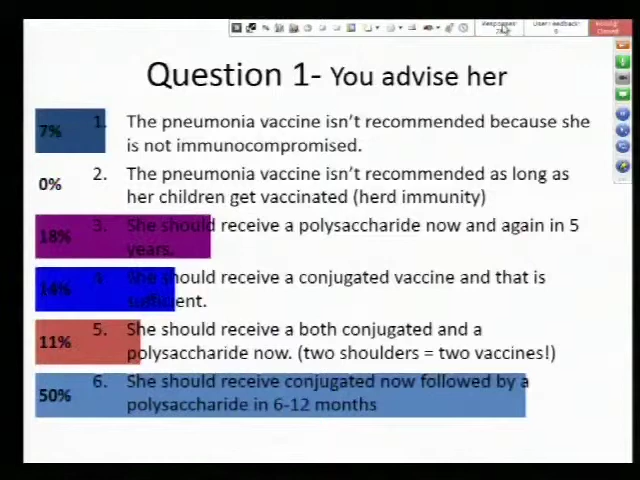 Responses:
User Feedback:
Question 1- You advise her
7% 1. The pneumonia vaccine isn't recommended because she
is not immunocompromised.
0% 2. The pneumonia vaccine isn't recommended as long as
her children get vaccinated (herd immunity)
18% 3. She should receive a polysaccharide now and again in 5
years.
14% 4. She should receive a conjugated vaccine and that is
sufficient.
11% 5. She should receive a both conjugated and a
polysaccharide now. (two shoulders = two vaccines!)
50% 6. She should receive conjugated now followed by a
polysaccharide in 6-12 months